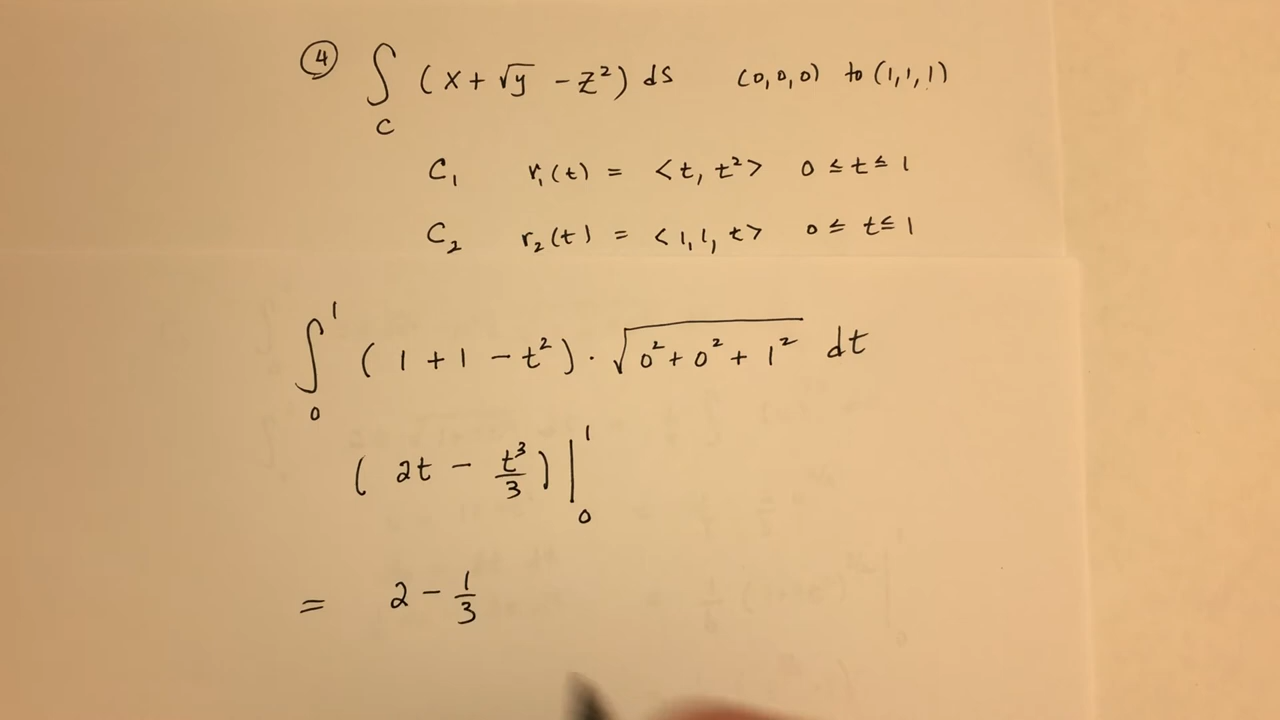 ④ ∫ (x + √y - z²) ds (0,0,0) to (1,1,1)
C
C₁ r₁(t) = <t, t²> 0 ≤ t ≤ 1
C₂ r₂(t) = <1, 1, t> 0 ≤ t ≤ 1
∫₀¹ (1 + 1 - t²) · √(0² + 0² + 1²) dt
(2t - t³/3) |₀¹
= 2 - 1/3